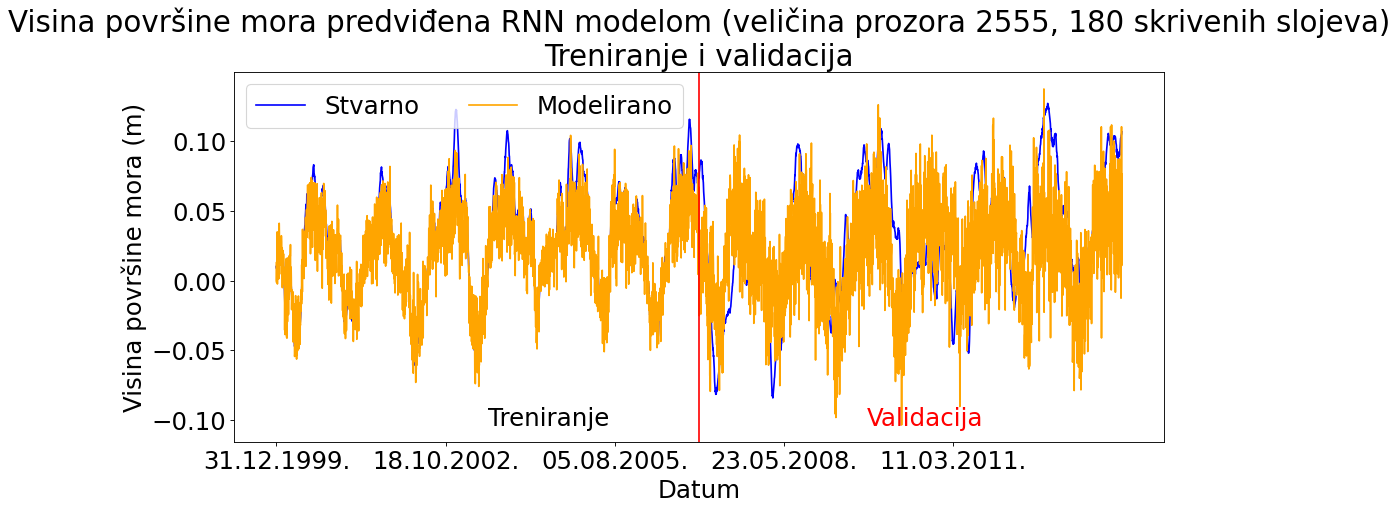 Visina površine mora predviđena RNN modelom (veličina prozora 2555, 180 skrivenih slojeva)
Treniranje i validacija
Stvarno
Modelirano
Visina površine mora (m)
0.10
0.05
0.00
−0.05
−0.10
Treniranje
Validacija
31.12.1999.
18.10.2002.
05.08.2005.
23.05.2008.
11.03.2011.
Datum